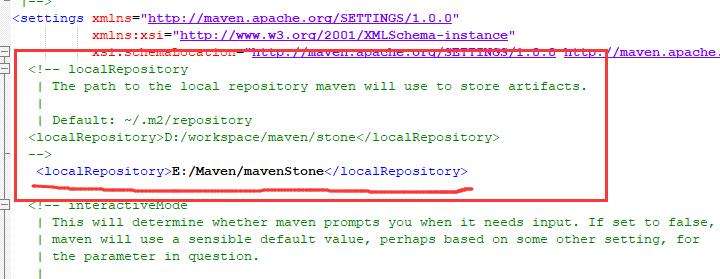 |-->
<settings xmlns="http://maven.apache.org/SETTINGS/1.0.0"
xmlns:xsi="http://www.w3.org/2001/XMLSchema-instance"
xsi:schemaLocation="http://maven.apache.org/SETTINGS/1.0.0 http://maven.apache.
<!-- localRepository
| The path to the local repository maven will use to store artifacts.
|
| Default: ~/.m2/repository
<localRepository>D:/workspace/maven/stone</localRepository>
-->
<localRepository>E:/Maven/mavenStone</localRepository>
<!-- interactiveMode
| This will determine whether maven prompts you when it needs input. If set to false,
| maven will use a sensible default value, perhaps based on some other setting, for
| the parameter in question.
|